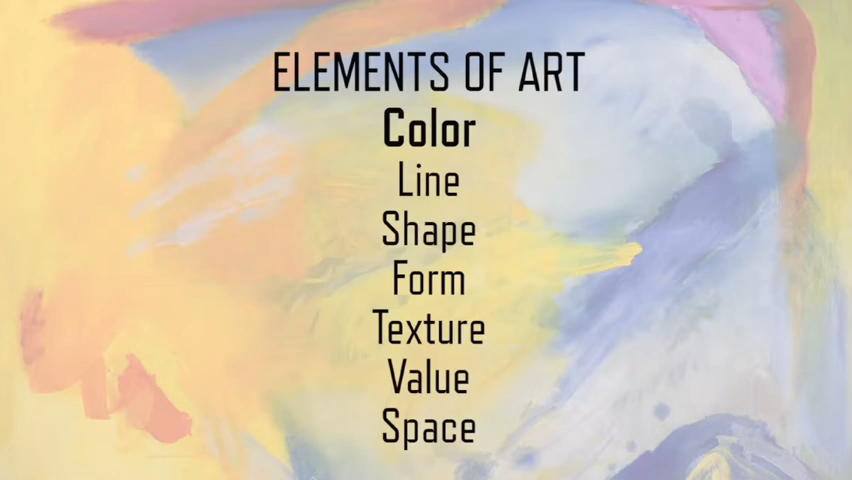 ELEMENTS OF ART
Color
Line
Shape
Form
Texture
Value
Space